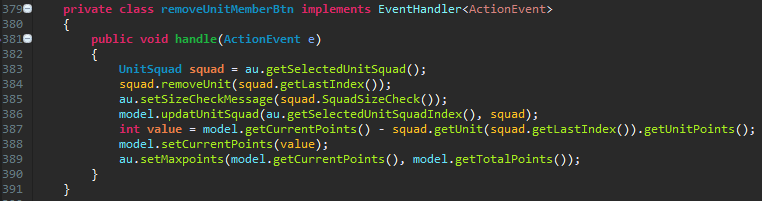 379 private class removeUnitMemberBtn implements EventHandler<ActionEvent>
380 {
381 public void handle(ActionEvent e)
382 {
383 UnitSquad squad = au.getSelectedUnitSquad();
384 squad.removeUnit(squad.getLastIndex());
385 au.setSizeCheckMessage(squad.SquadSizeCheck());
386 model.updatUnitSquad(au.getSelectedUnitSquadIndex(), squad);
387 int value = model.getCurrentPoints() - squad.getUnit(squad.getLastIndex()).getUnitPoints();
388 model.setCurrentPoints(value);
389 au.setMaxpoints(model.getCurrentPoints(), model.getTotalPoints());
390 }
391 }